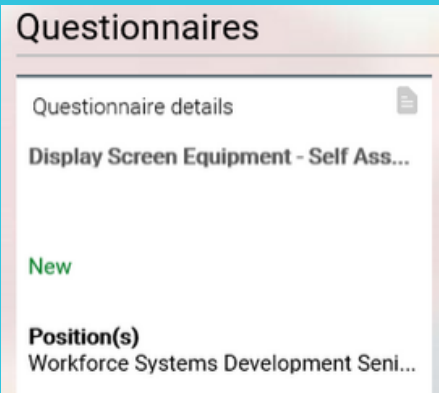 Questionnaires
Questionnaire details
Display Screen Equipment - Self Ass...
New
Position(s)
Workforce Systems Development Seni...